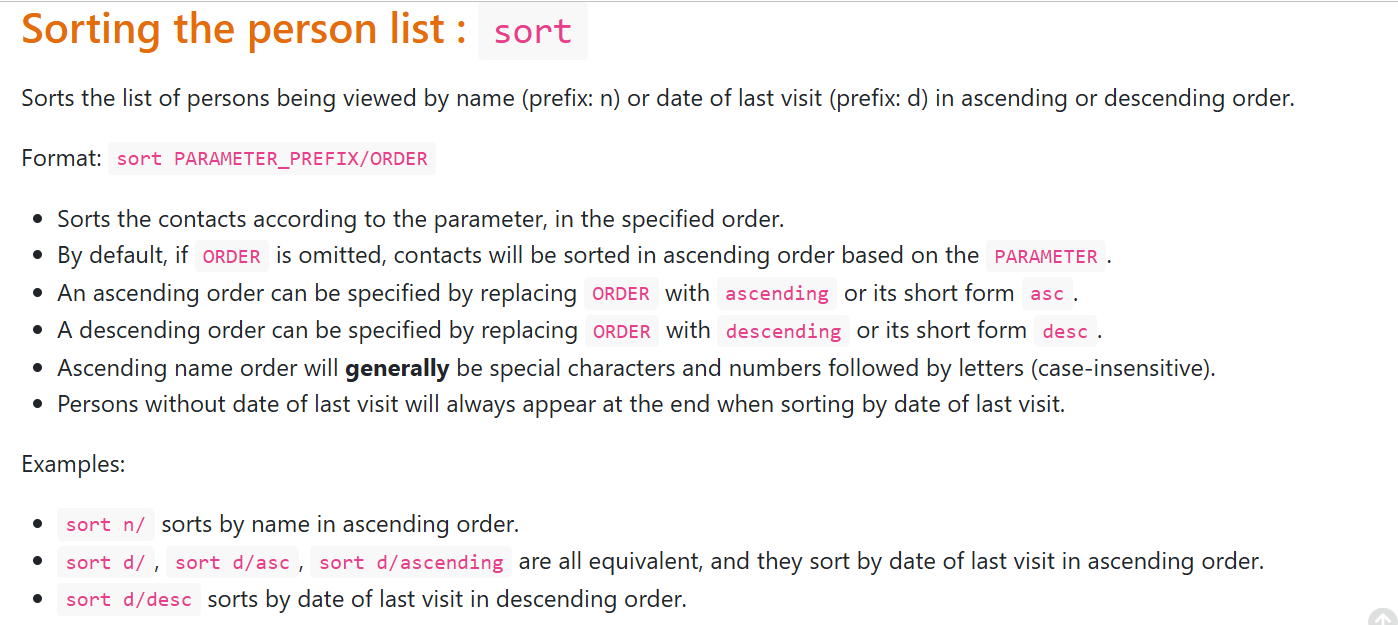 Sorting the person list : sort
Sorts the list of persons being viewed by name (prefix: n) or date of last visit (prefix: d) in ascending or descending order.
Format: sort PARAMETER_PREFIX/ORDER
• Sorts the contacts according to the parameter, in the specified order.
• By default, if ORDER is omitted, contacts will be sorted in ascending order based on the PARAMETER .
• An ascending order can be specified by replacing ORDER with ascending or its short form asc .
• A descending order can be specified by replacing ORDER with descending or its short form desc .
• Ascending name order will generally be special characters and numbers followed by letters (case-insensitive).
• Persons without date of last visit will always appear at the end when sorting by date of last visit.
Examples:
• sort n/ sorts by name in ascending order.
• sort d/ , sort d/asc , sort d/ascending are all equivalent, and they sort by date of last visit in ascending order.
• sort d/desc sorts by date of last visit in descending order.